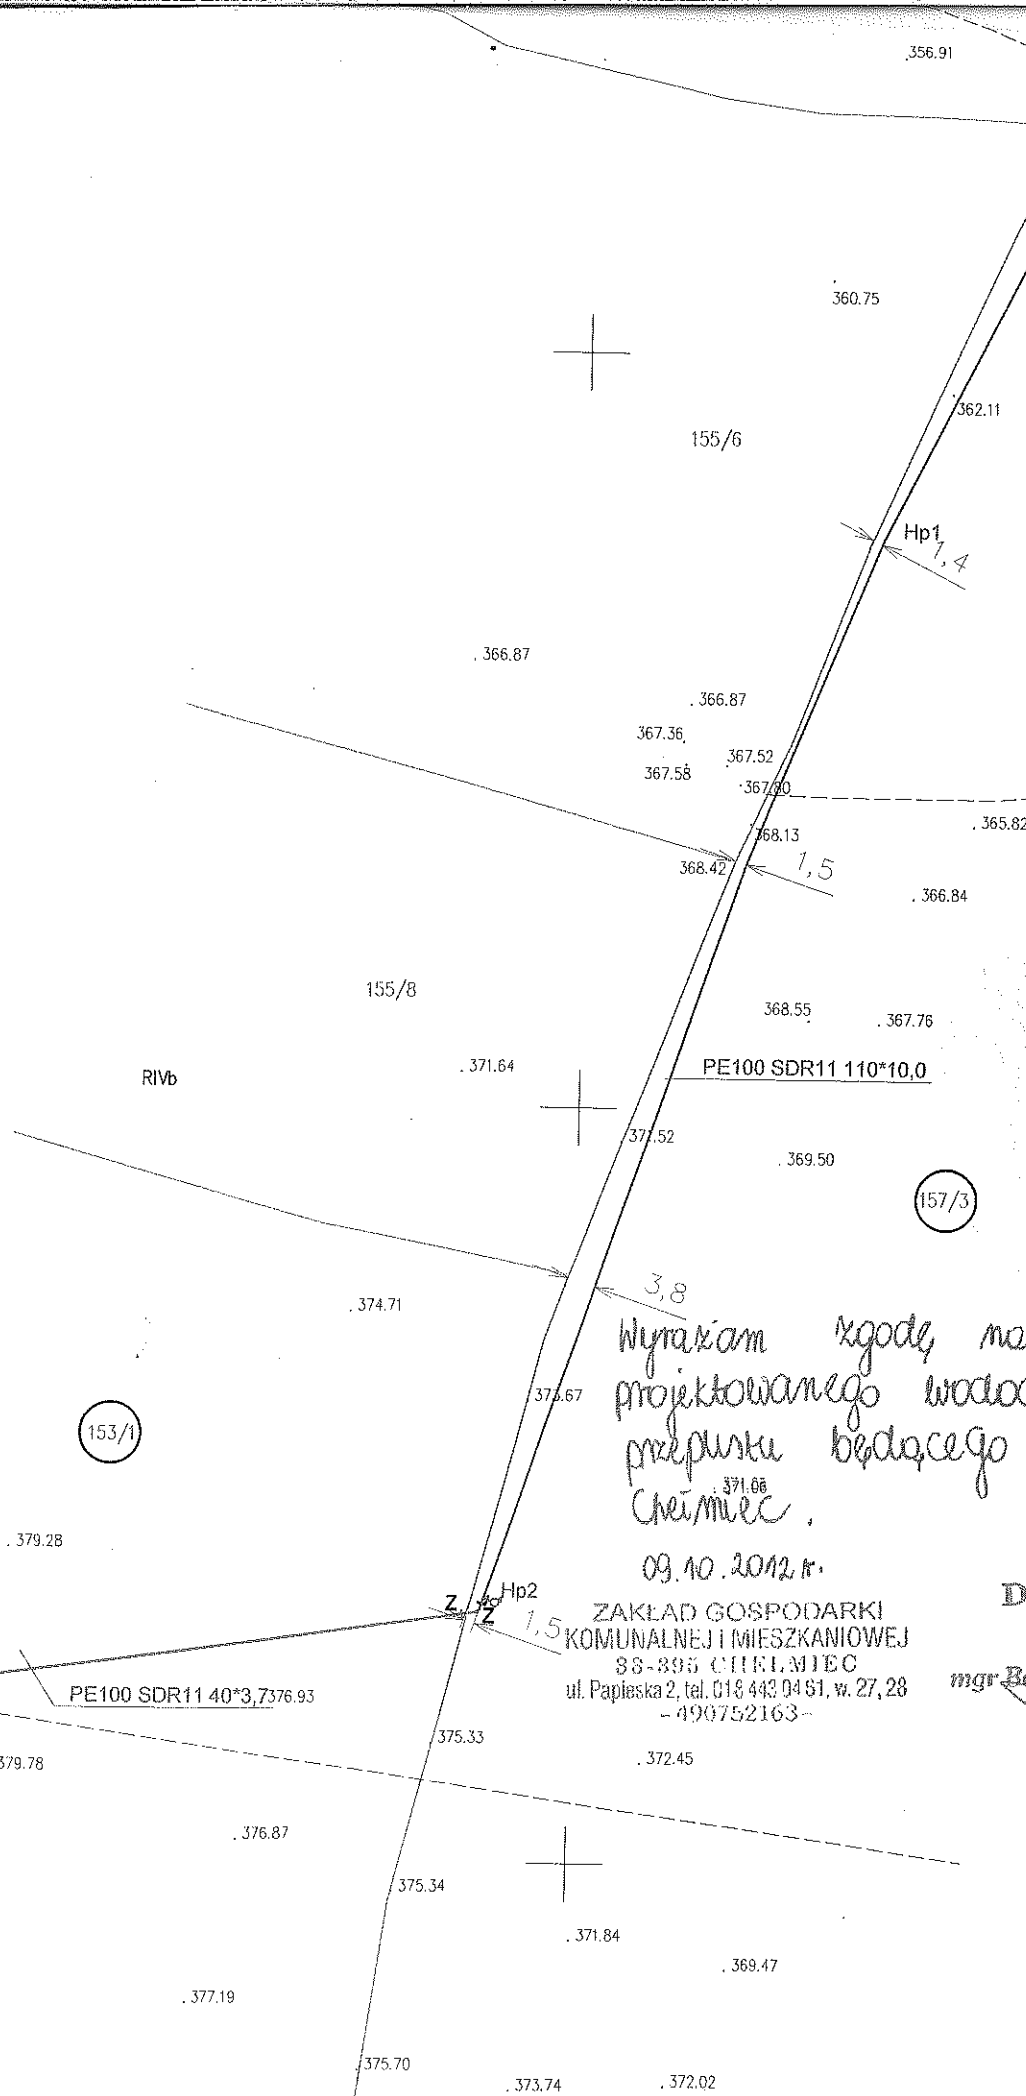 356.91
360.75
362.11
155/6
Hp1
1,4
366.87
366.87
367.36
367.52
367.58
367.80
365.82
368.13
368.42
1,5
366.84
155/8
368.55
367.76
PE100 SDR11 110*10,0
371.64
RIVb
369.50
157/3
3,8
374.71
Wyrażam zgodę na
projektowanego
153/1
przepustu będącego
371.06
Chełmiec.
379.28
09.10.2012 r.
Hp2
Z
Z
1,5
ZAKŁAD GOSPODARKI
KOMUNALNEJ I MIESZKANIOWEJ
CHEŁMIEC
ul. Papieska 2, tel. 018 443 04 61, w. 27, 28
-490752163-
mgr
PE100 SDR11 40*3,7
376.93
375.33
372.45
379.78
376.87
375.34
371.84
369.47
377.19
375.70
373.74
372.02